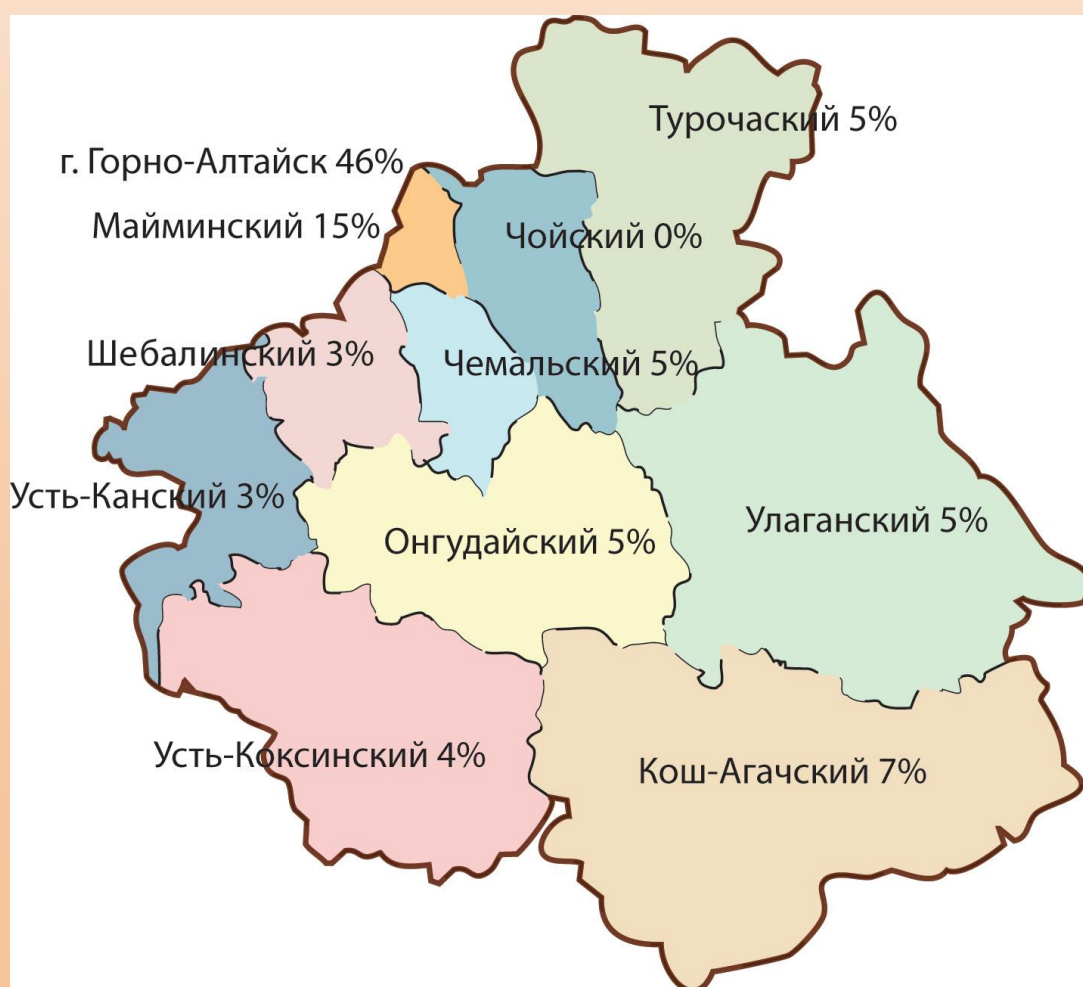 Турочаский 5%
г. Горно-Алтайск 46%
Майминский 15%
Чойский 0%
Шебалинский 3%
Чемальский 5%
Усть-Канский 3%
Онгудайский 5%
Улаганский 5%
Усть-Коксинский 4%
Кош-Агачский 7%